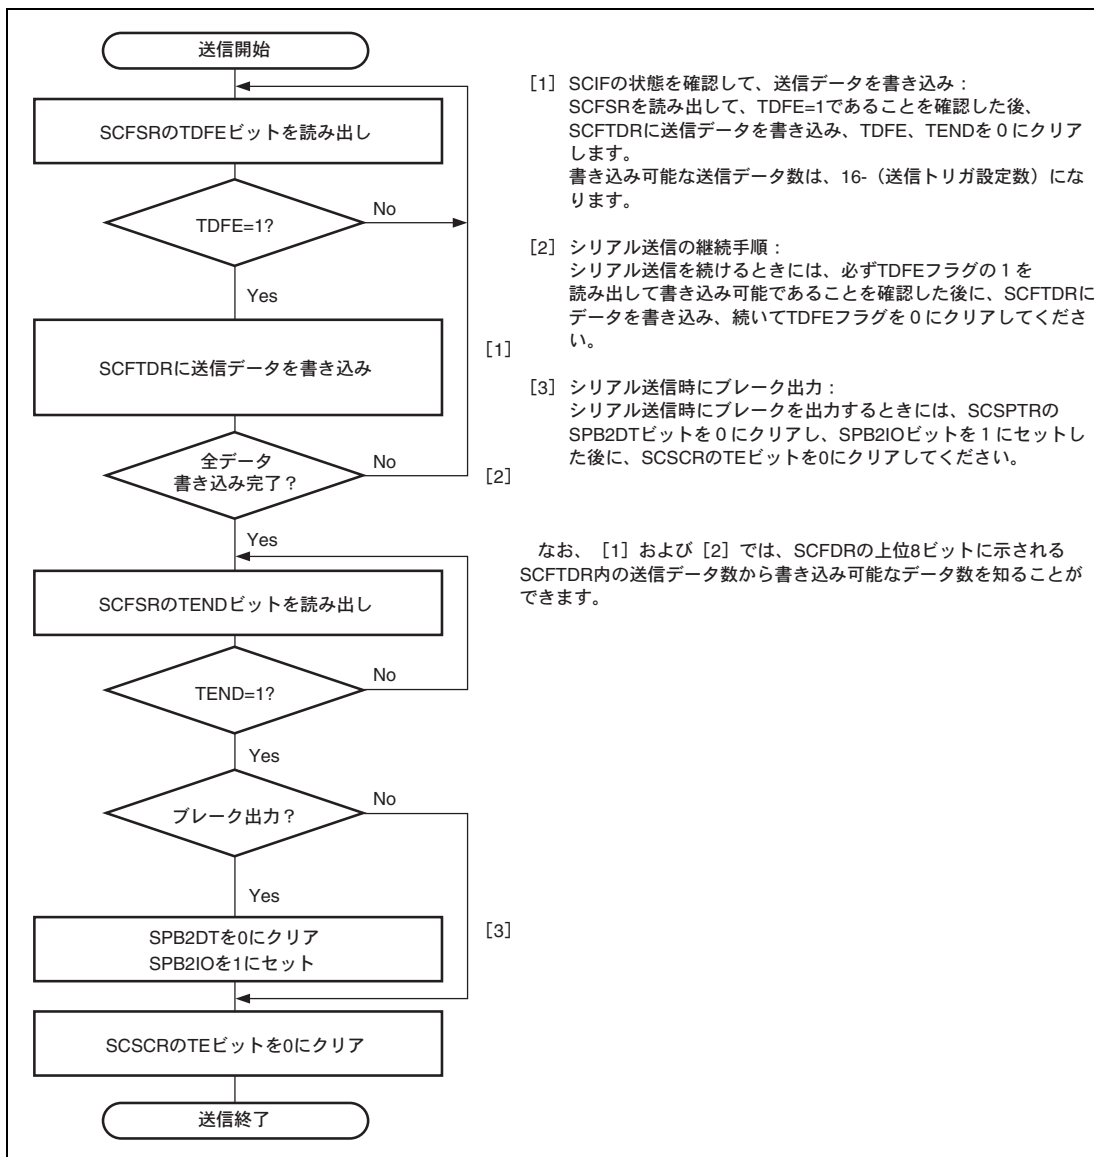 送信開始
SCFSRのTDFEビットを読み出し
TDFE=1?
No
Yes
SCFTDRに送信データを書き込み
[1]
全データ
書き込み完了？
No
[2]
Yes
SCFSRのTENDビットを読み出し
TEND=1?
No
Yes
ブレーク出力？
No
Yes
SPB2DTを0にクリア
SPB2IOを1にセット
[3]
SCSCRのTEビットを0にクリア
送信終了
[1] SCIFの状態を確認して、送信データを書き込み：
SCFSRを読み出して、TDFE=1であることを確認した後、
SCFTDRに送信データを書き込み、TDFE、TENDを０にクリア
します。
書き込み可能な送信データ数は、16-（送信トリガ設定数）にな
ります。
[2] シリアル送信の継続手順：
シリアル送信を続けるときには、必ずTDFEフラグの１を
読み出して書き込み可能であることを確認した後に、SCFTDRに
データを書き込み、続いてTDFEフラグを０にクリアしてくださ
い。
[3] シリアル送信時にブレーク出力：
シリアル送信時にブレークを出力するときには、SCSPTRの
SPB2DTビットを０にクリアし、SPB2IOビットを１にセットし
た後に、SCSCRのTEビットを0にクリアしてください。
なお、［1］および［2］では、SCFDRの上位8ビットに示される
SCFTDR内の送信データ数から書き込み可能なデータ数を知ることが
できます。